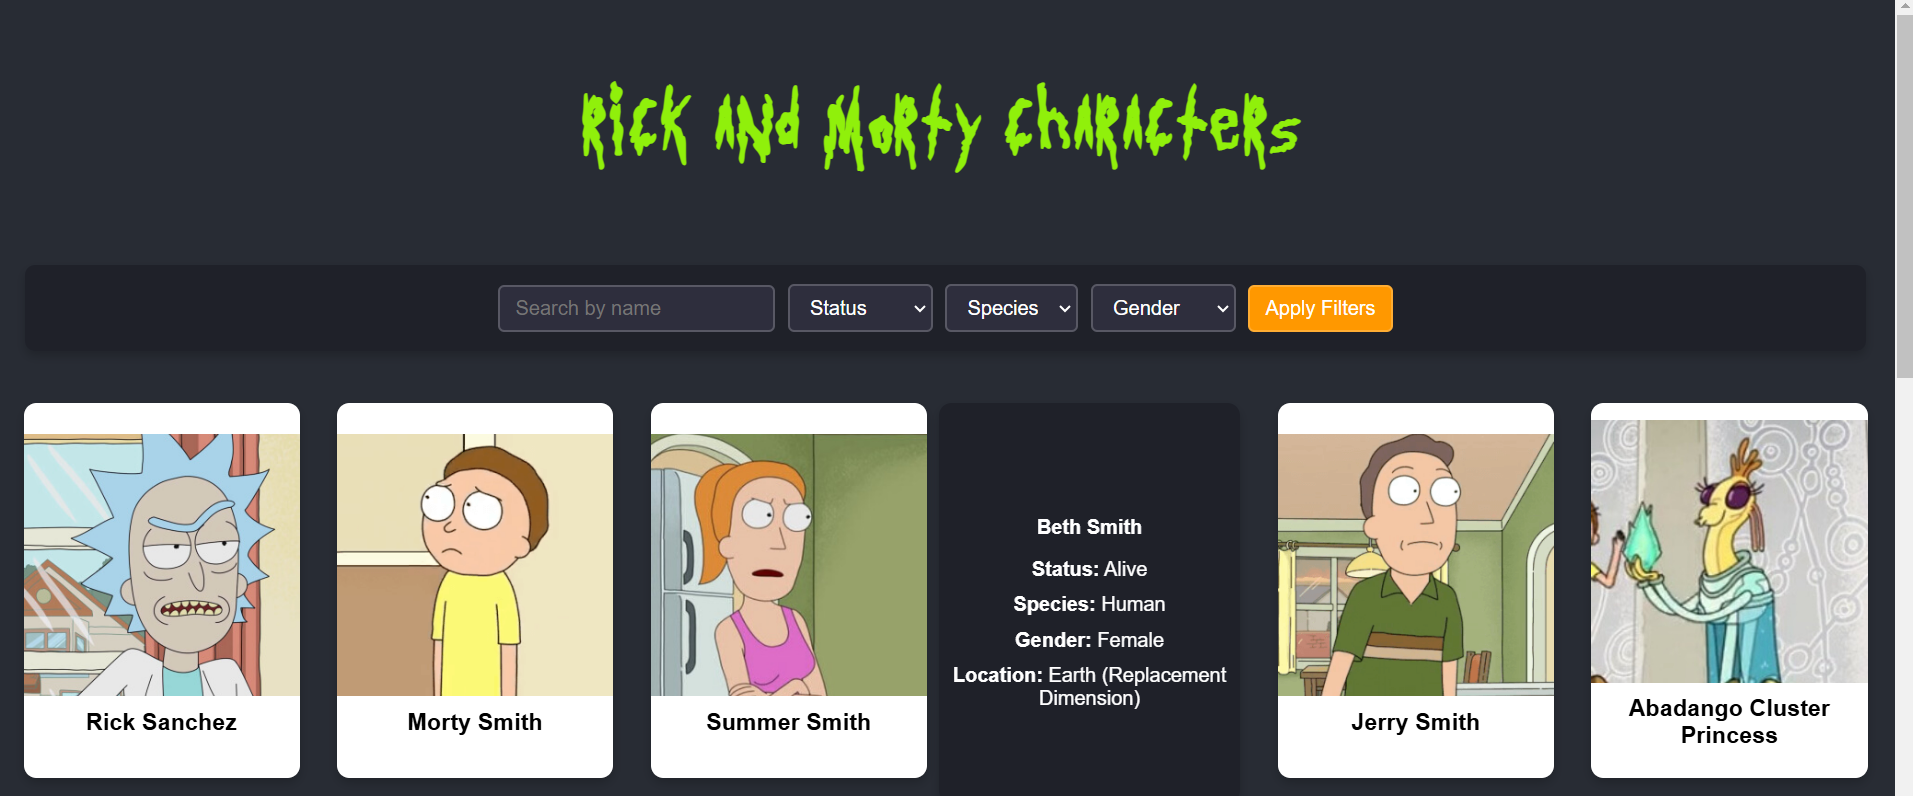 Rick and Morty Characters
Search by name
Status
Species
Gender
Apply Filters
Rick Sanchez
Morty Smith
Summer Smith
Beth Smith
Status: Alive
Species: Human
Gender: Female
Location: Earth (Replacement
Dimension)
Jerry Smith
Abadango Cluster
Princess